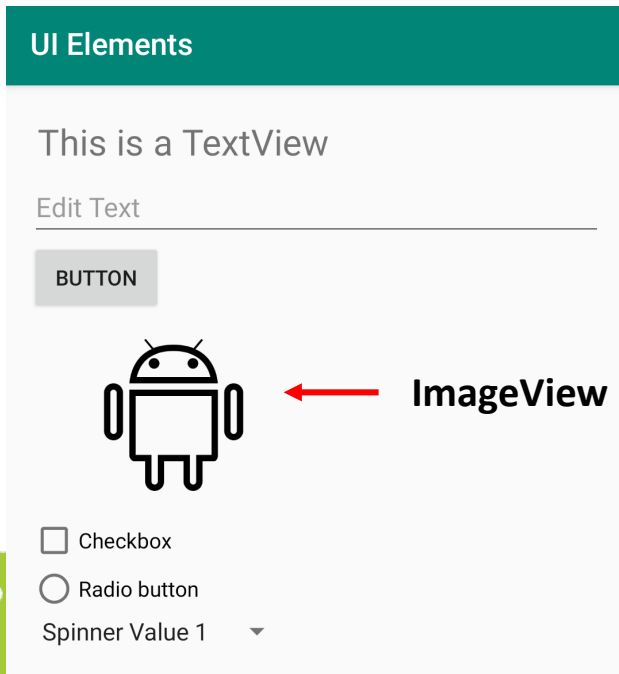 UI Elements
This is a TextView
Edit Text
BUTTON
ImageView
Checkbox
Radio button
Spinner Value 1